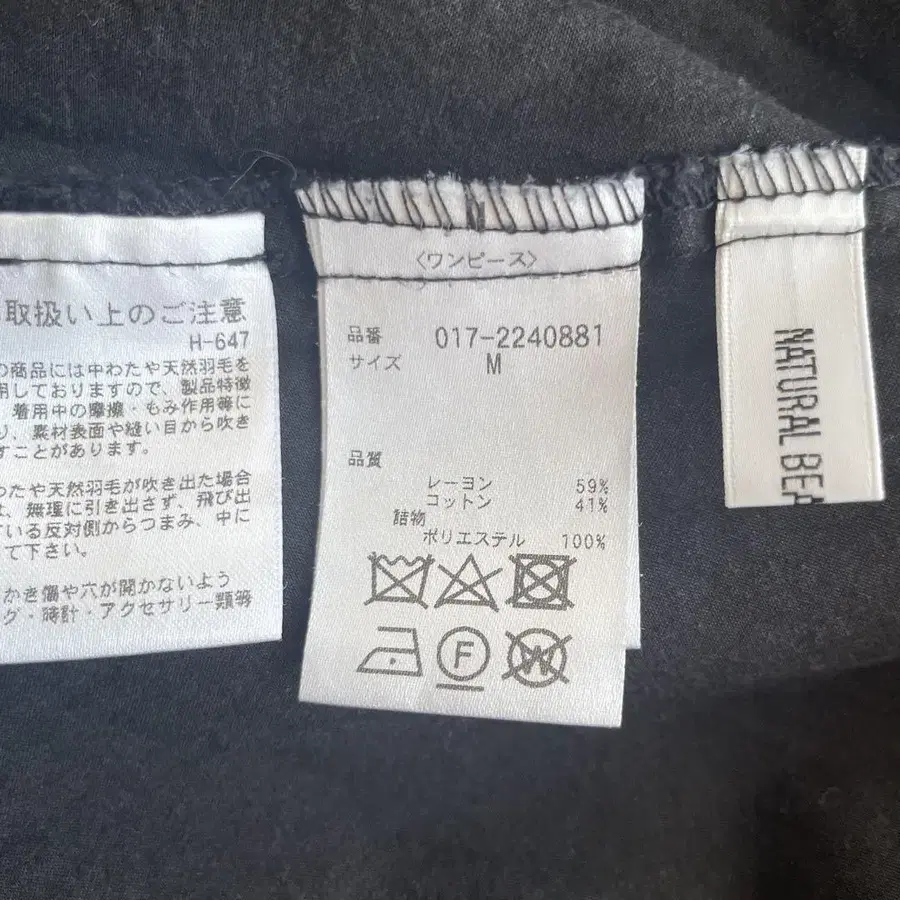 取扱い上のご注意
H-647
の商品には中わたや天然羽毛を
用しておりますので、製品特徴
着用中の摩擦・もみ作用等に
り、素材表面や縫い目から吹き
すことがあります。
わたや天然羽毛が吹き出た場合
は、無理に引き出さず、飛び出
ている反対側からつまみ、中に
て下さい。
かき傷や穴が開かないよう
グ・時計・アクセサリー類等
〈ワンピース〉
品番 017-2240881
サイズ M
品質
レーヨン 59%
コットン 41%
詰物
ポリエステル 100%
F
W
NATURAL BEA